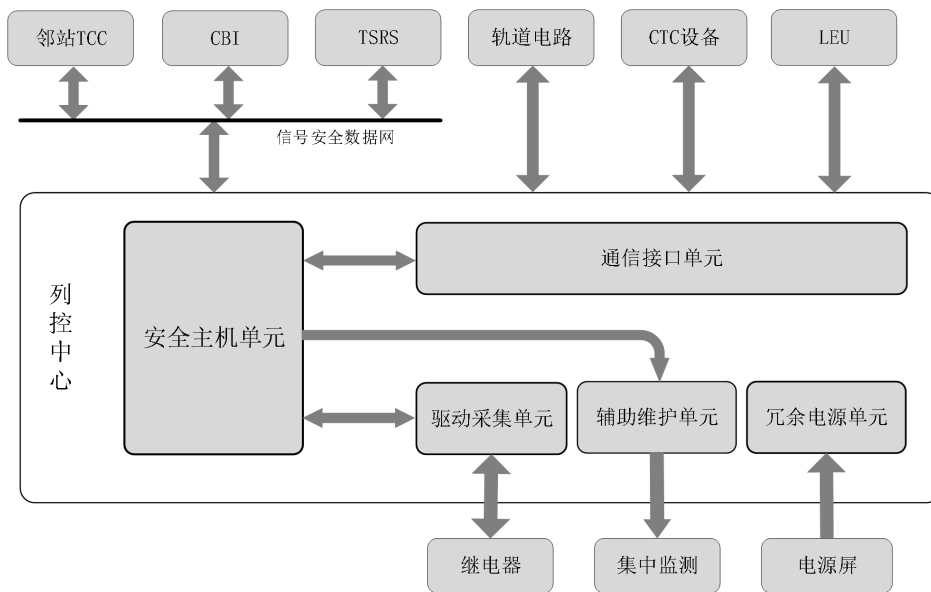 邻站TCC
CBI
TSRS
轨道电路
CTC设备
LEU
信号安全数据网
列控中心
安全主机单元
通信接口单元
驱动采集单元
辅助维护单元
冗余电源单元
继电器
集中监测
电源屏